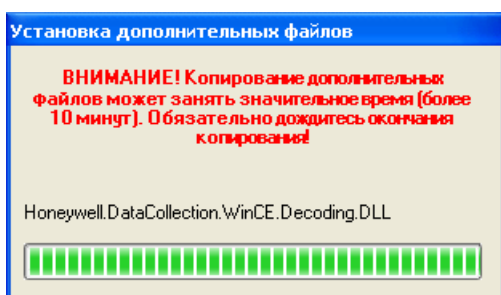 Установка дополнительных файлов
ВНИМАНИЕ! Копирование дополнительных
файлов может занять значительное время (более
10 минут). Обязательно дождитесь окончания
копирования!
Honeywell.DataCollection.WinCE.Decoding.DLL